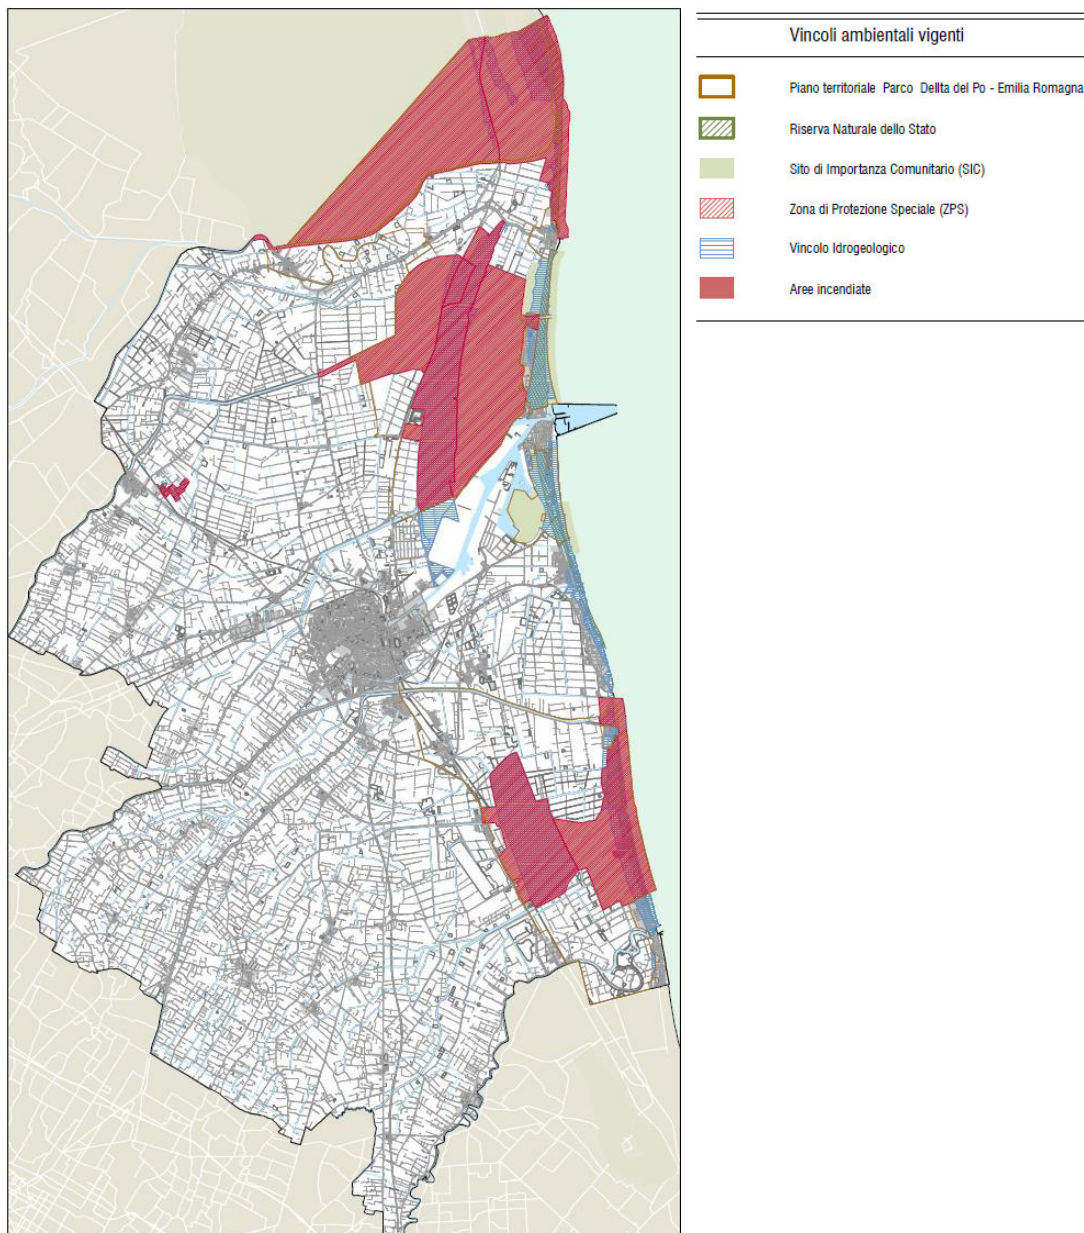 Vincoli ambientali vigenti
Piano territoriale Parco Dellta del Po - Emilia Romagna
Riserva Naturale dello Stato
Sito di Importanza Comunitario (SIC)
Zona di Protezione Speciale (ZPS)
Vincolo Idrogeologico
Aree incendiate